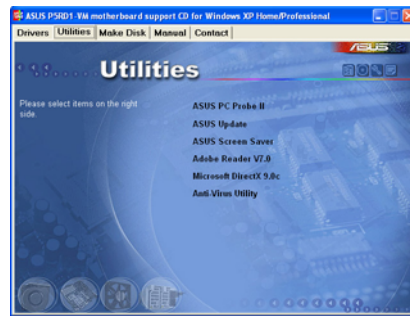 ASUS P5RD1-VM motherboard support CD for Windows XP Home/Professional
Drivers Utilities Make Disk Manual Contact
ASUS
Utilities
Please select items on the right
side.
ASUS PC Probe II
ASUS Update
ASUS Screen Saver
Adobe Reader V7.0
Microsoft DirectX 9.0c
Anti-Virus Utility